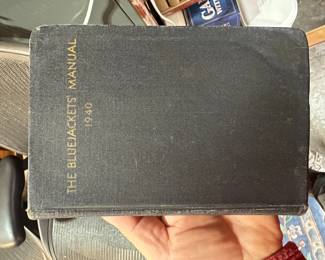 THE BLUEJACKETS' MANUAL
1940